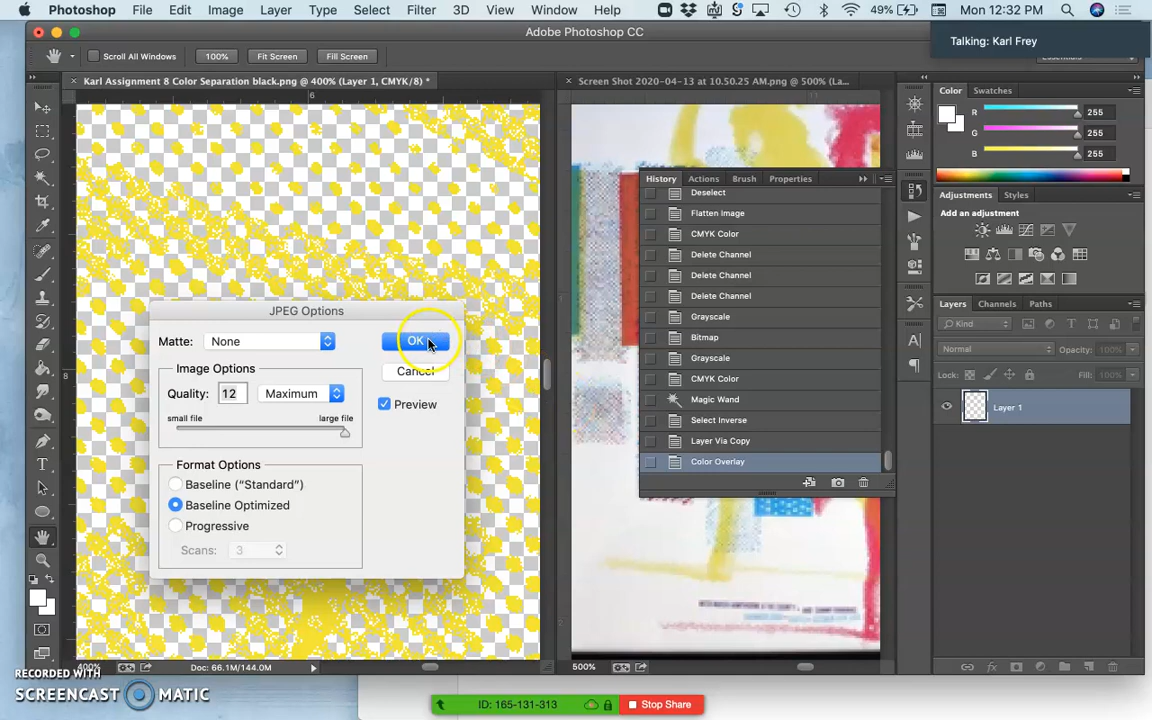 Photoshop File Edit Image Layer Type Select Filter 3D View Window Help 49% Mon 12:32 PM
Adobe Photoshop CC
Talking: Karl Frey
Scroll All Windows 100% Fit Screen Fill Screen
Karl Assignment 8 Color Separation black.png @ 400% (Layer 1, CMYK/8) *
Screen Shot 2020-04-13 at 10.50.25 AM.png @ 500% (La...
6
8
JPEG Options
Matte: None
OK
Cancel
Preview
Image Options
Quality: 12 Maximum
small file large file
Format Options
Baseline ("Standard")
Baseline Optimized
Progressive
Scans: 3
History Actions Brush Properties
Deselect
Flatten Image
CMYK Color
Delete Channel
Delete Channel
Delete Channel
Grayscale
Bitmap
Grayscale
CMYK Color
Magic Wand
Select Inverse
Layer Via Copy
Color Overlay
Color Swatches
R 255
G 255
B 255
Adjustments Styles
Add an adjustment
Layers Channels Paths
Kind
Normal Opacity:
Lock: Fill:
Layer 1
400% Doc: 66.1M/144.0M
500%
RECORDED WITH
SCREENCAST MATIC
ID: 165-131-313 Stop Share